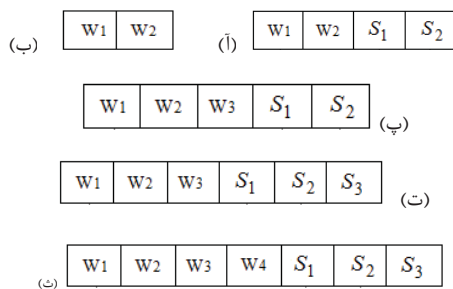 (آ) W1 W2 S1 S2 (ب) W1 W2
(پ) W1 W2 W3 S1 S2
(ت) W1 W2 W3 S1 S2 S3
(ث) W1 W2 W3 W4 S1 S2 S3